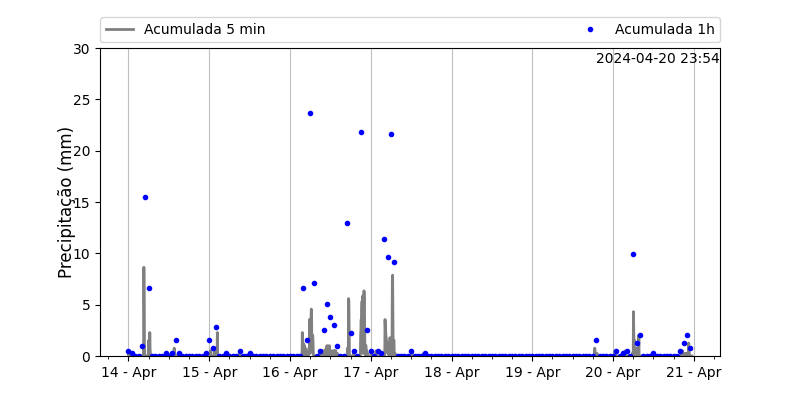 Acumulada 5 min
Acumulada 1h
2024-04-20 23:54
Precipitação (mm)
30
25
20
15
10
5
0
14 - Apr
15 - Apr
16 - Apr
17 - Apr
18 - Apr
19 - Apr
20 - Apr
21 - Apr